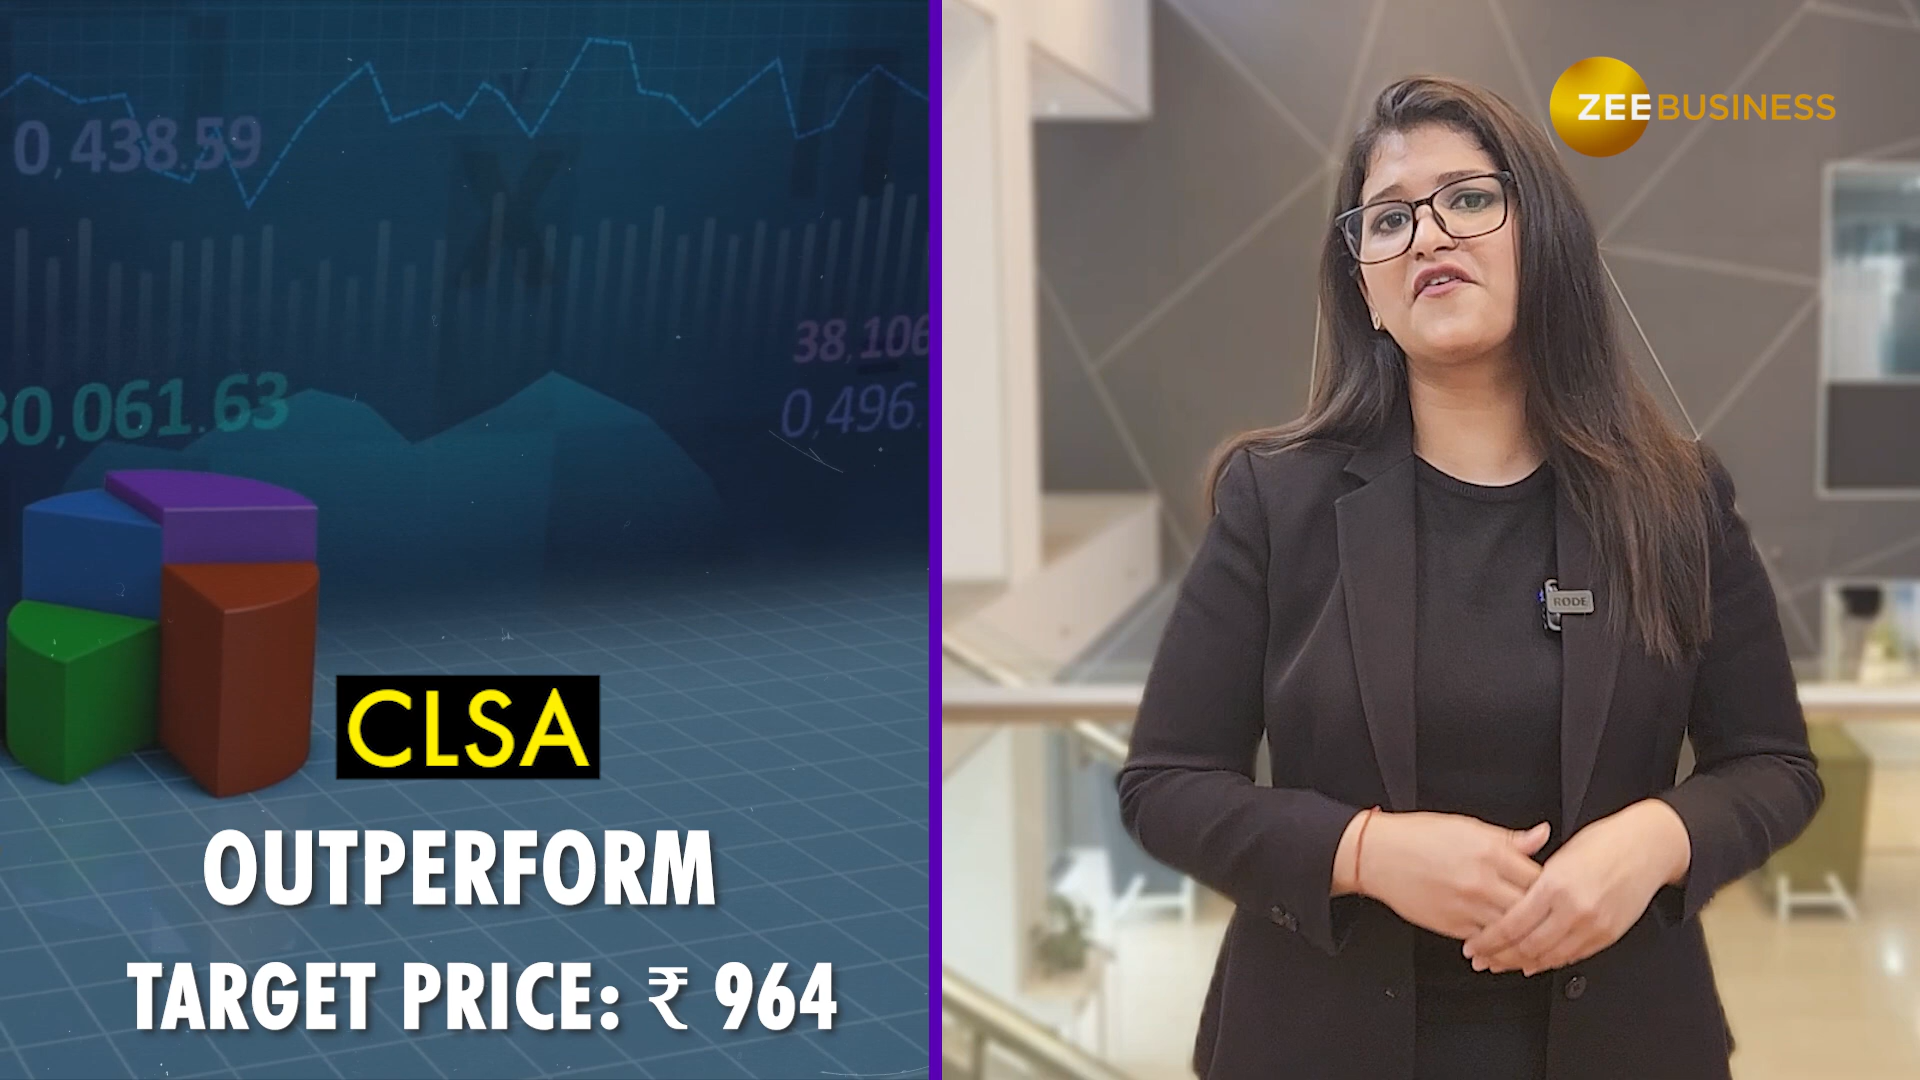 0,438.59
38,106
30,061.63
0,496.
CLSA
OUTPERFORM
TARGET PRICE: ₹ 964
ZEEBUSINESS
RODE